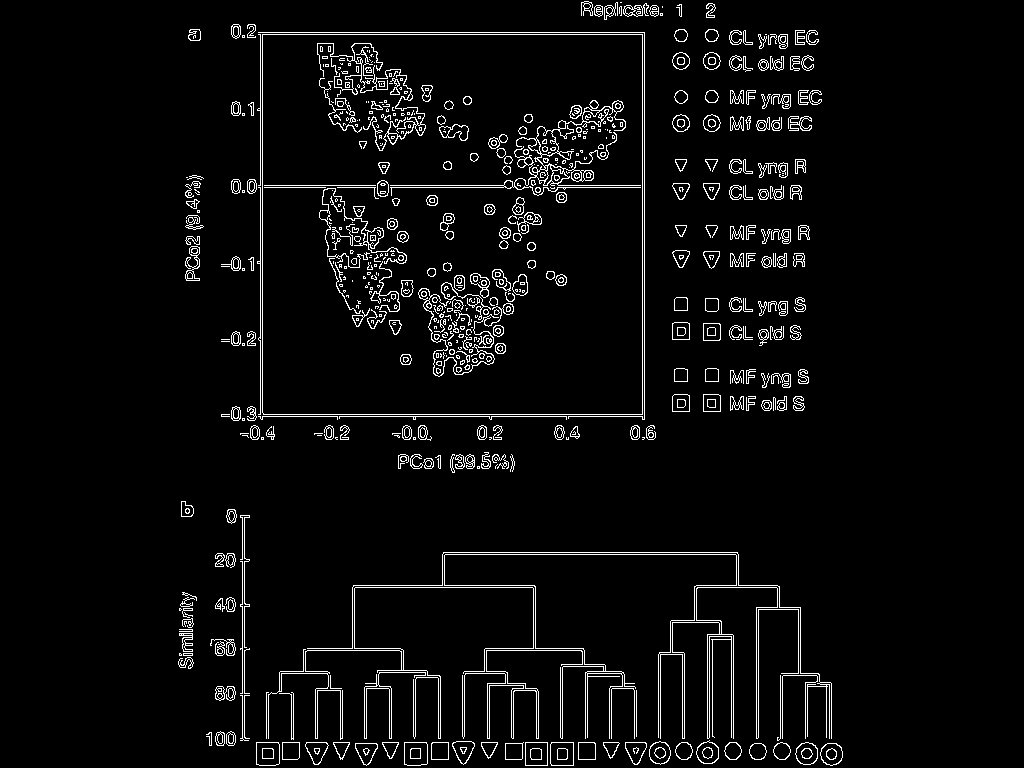 Replicate: 1 2
a
0.2
0.1
0.0
-0.1
-0.2
-0.3
PCo2 (9.4%)
-0.4 -0.2 -0.0 0.2 0.4 0.6
PCo1 (39.5%)
CL yng EC
CL old EC
MF yng EC
Mf old EC
CL yng R
CL old R
MF yng R
MF old R
CL yng S
CL old S
MF yng S
MF old S
b
0
20
40
60
80
100
Similarity